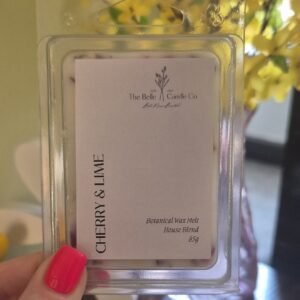 The Belle Candle Co
CHERRY & LIME
Botanical Wax Melt
House Blend
85g